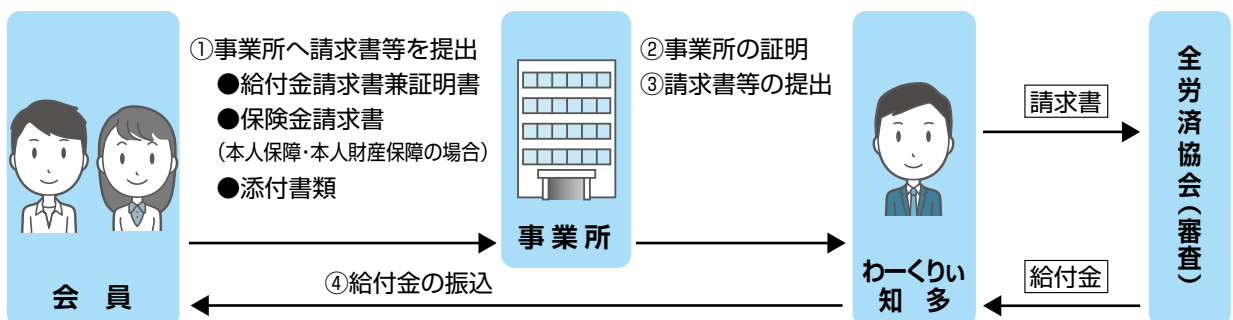 ①事業所へ請求書等を提出
●給付金請求書兼証明書
●保険金請求書
(本人保障・本人財産保障の場合)
●添付書類
会員
事業所
②事業所の証明
③請求書等の提出
④給付金の振込
わーくりぃ
知多
請求書
給付金
全労済協会(審査)